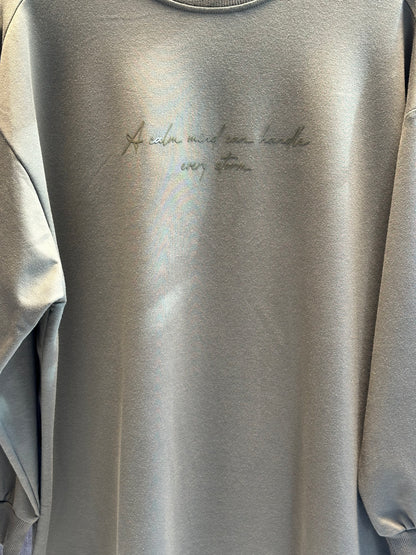 A calm mind can handle
every storm